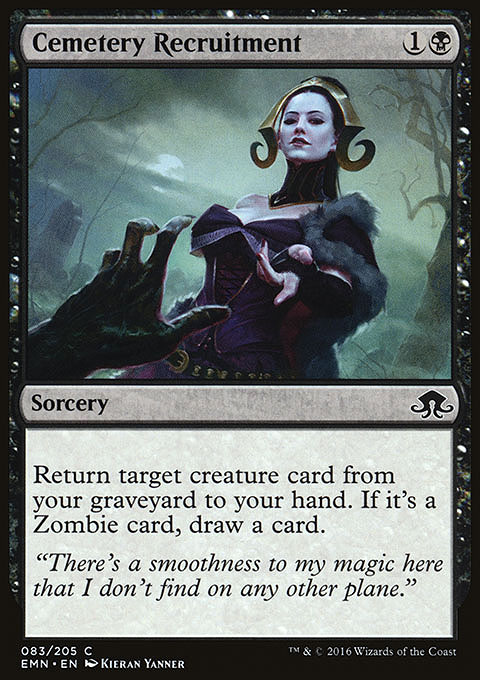 Cemetery Recruitment 1
Sorcery
Return target creature card from
your graveyard to your hand. If it's a
Zombie card, draw a card.
“There's a smoothness to my magic here
that I don't find on any other plane.”
083/205 C
EMN • EN Kieran Yanner
™ & © 2016 Wizards of the Coast